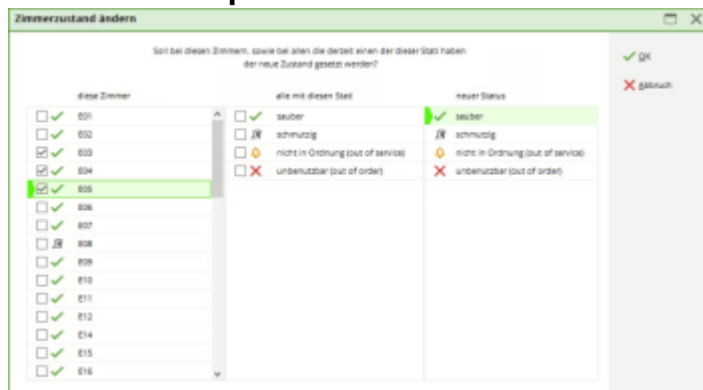 Zimmerzustand ändern
Soll bei diesen Zimmern, sowie bei allen die derzeit einen der dieser Stati haben
der neue Zustand gesetzt werden?
OK
Abbruch
diese Zimmer alle mit diesen Stati neuer Status
E01 sauber sauber
E02 schmutzig schmutzig
E03 nicht in Ordnung (out of service) nicht in Ordnung (out of service)
E04 unbenutzbar (out of order) unbenutzbar (out of order)
E05
E06
E07
E08
E09
E10
E11
E12
E14
E15
E16